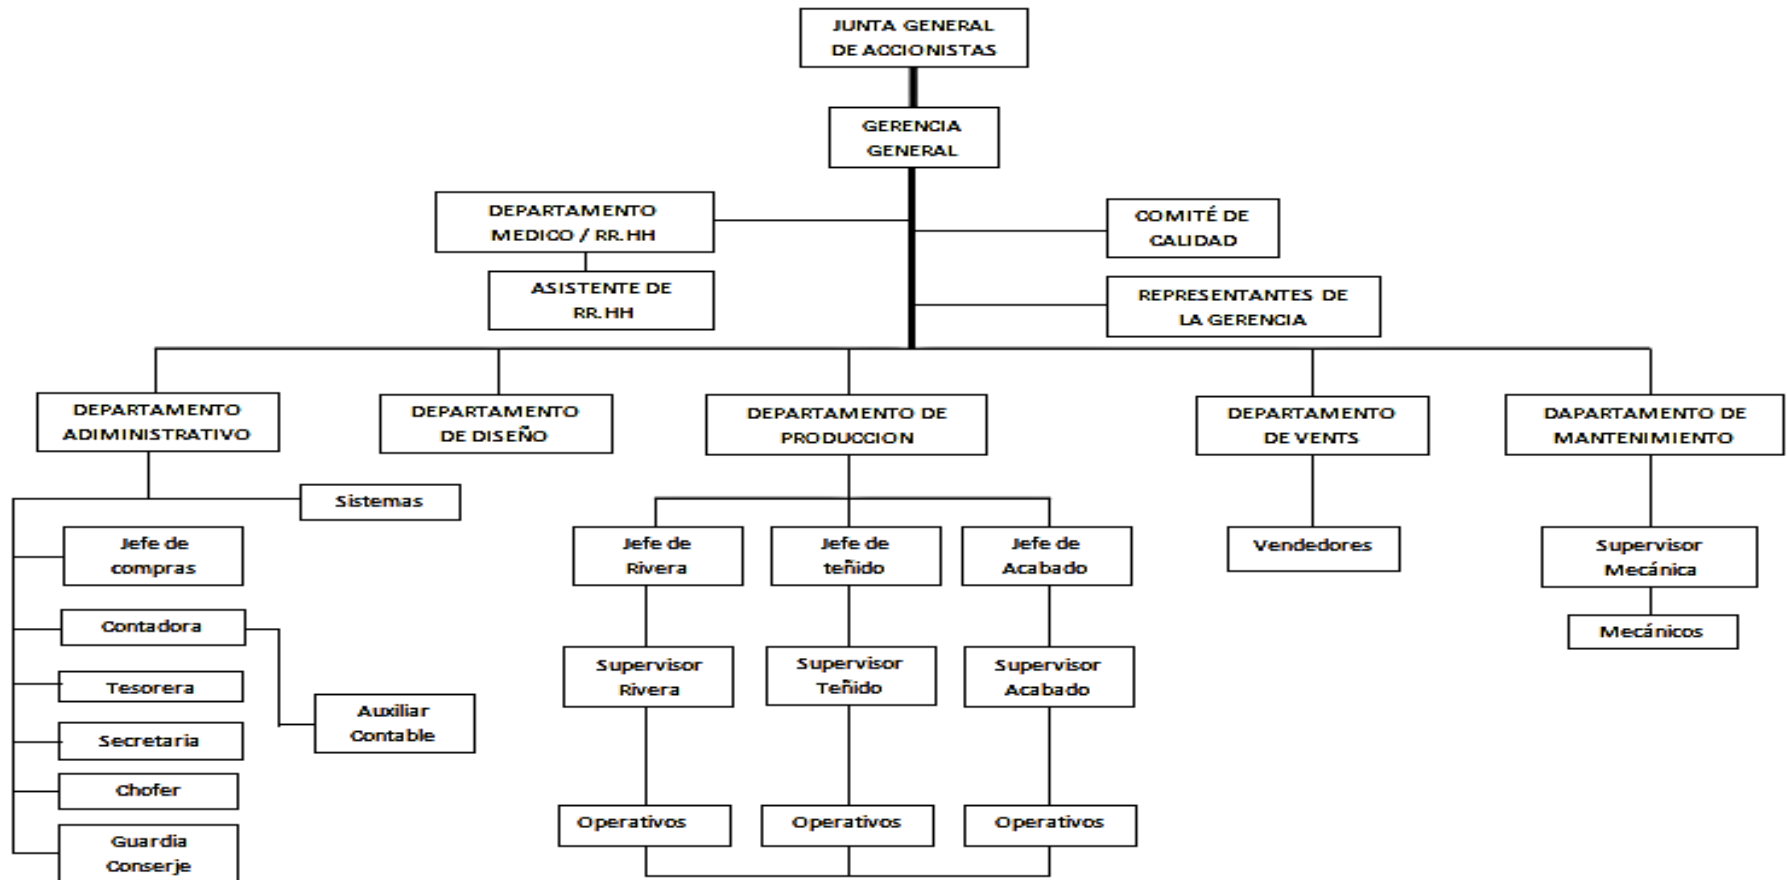 JUNTA GENERAL
DE ACCIONISTAS
GERENCIA
GENERAL
DEPARTAMENTO
MEDICO / RR.HH
ASISTENTE DE
RR.HH
COMITÉ DE
CALIDAD
REPRESENTANTES DE
LA GERENCIA
DEPARTAMENTO
ADIMINISTRATIVO
DEPARTAMENTO
DE DISEÑO
DEPARTAMENTO DE
PRODUCCION
DEPARTAMENTO
DE VENTS
DAPARTAMENTO DE
MANTENIMIENTO
Sistemas
Jefe de
compras
Contadora
Tesorera
Secretaria
Chofer
Guardia
Conserje
Auxiliar
Contable
Jefe de
Rivera
Jefe de
teñido
Jefe de
Acabado
Supervisor
Rivera
Supervisor
Teñido
Supervisor
Acabado
Operativos
Operativos
Operativos
Vendedores
Supervisor
Mecánica
Mecánicos